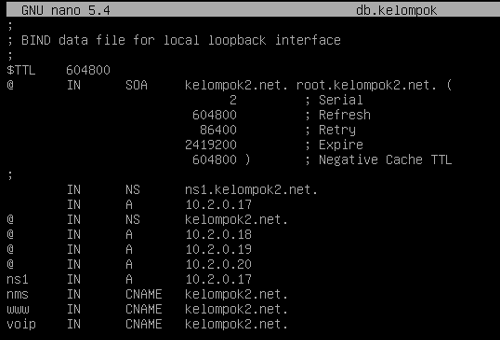 GNU nano 5.4 db.kelompok
;
; BIND data file for local loopback interface
;
$TTL 604800
@ IN SOA kelompok2.net. root.kelompok2.net. (
2 ; Serial
604800 ; Refresh
86400 ; Retry
2419200 ; Expire
604800 ) ; Negative Cache TTL
;
IN NS ns1.kelompok2.net.
IN A 10.2.0.17
@ IN NS kelompok2.net.
@ IN A 10.2.0.18
@ IN A 10.2.0.19
@ IN A 10.2.0.20
ns1 IN A 10.2.0.17
nms IN CNAME kelompok2.net.
www IN CNAME kelompok2.net.
voip IN CNAME kelompok2.net.